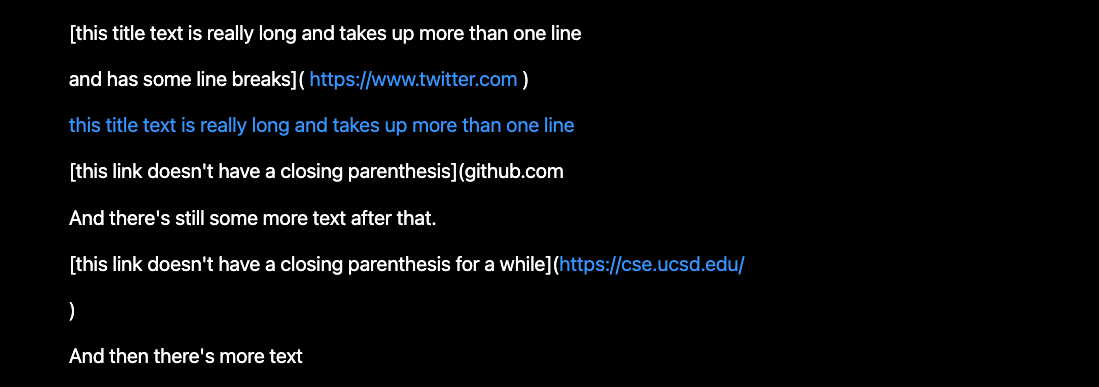 [this title text is really long and takes up more than one line
and has some line breaks]( https://www.twitter.com )
this title text is really long and takes up more than one line
[this link doesn't have a closing parenthesis](github.com
And there's still some more text after that.
[this link doesn't have a closing parenthesis for a while](https://cse.ucsd.edu/
)
And then there's more text